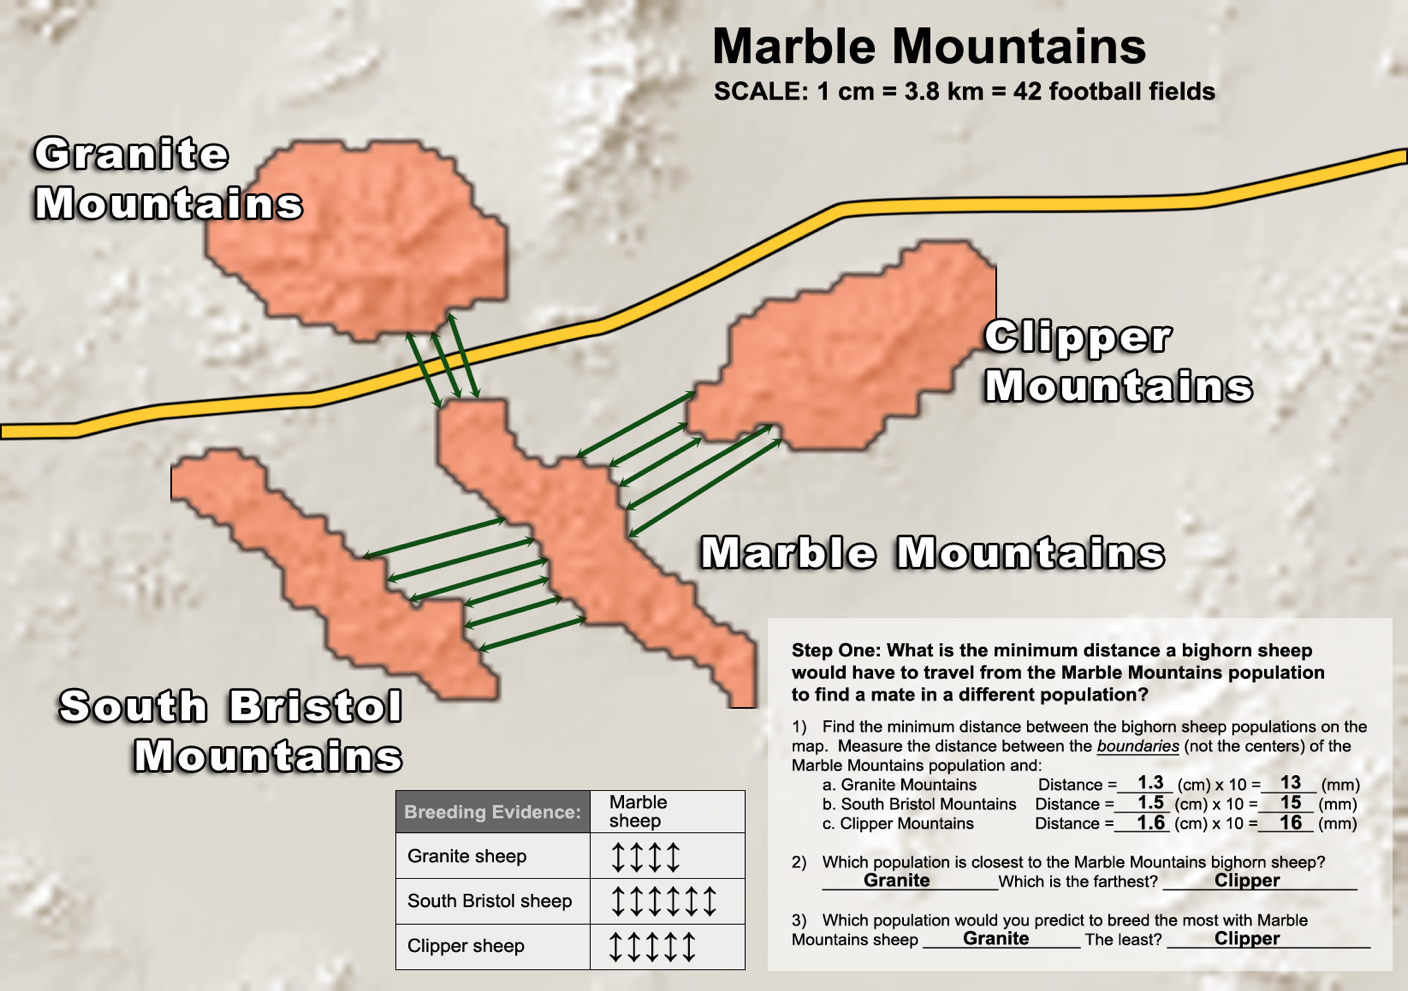 Marble Mountains
SCALE: 1 cm = 3.8 km = 42 football fields
Granite
Mountains
Clipper
Mountains
Marble Mountains
South Bristol
Mountains
Breeding Evidence:
Marble
sheep
Granite sheep
South Bristol sheep
Clipper sheep
Step One: What is the minimum distance a bighorn sheep
would have to travel from the Marble Mountains population
to find a mate in a different population?
1) Find the minimum distance between the bighorn sheep populations on the
map. Measure the distance between the boundaries (not the centers) of the
Marble Mountains population and:
a. Granite Mountains Distance = 1.3 (cm) x 10 = 13 (mm)
b. South Bristol Mountains Distance = 1.5 (cm) x 10 = 15 (mm)
c. Clipper Mountains Distance = 1.6 (cm) x 10 = 16 (mm)
2) Which population is closest to the Marble Mountains bighorn sheep?
Granite Which is the farthest? Clipper
3) Which population would you predict to breed the most with Marble
Mountains sheep Granite The least? Clipper